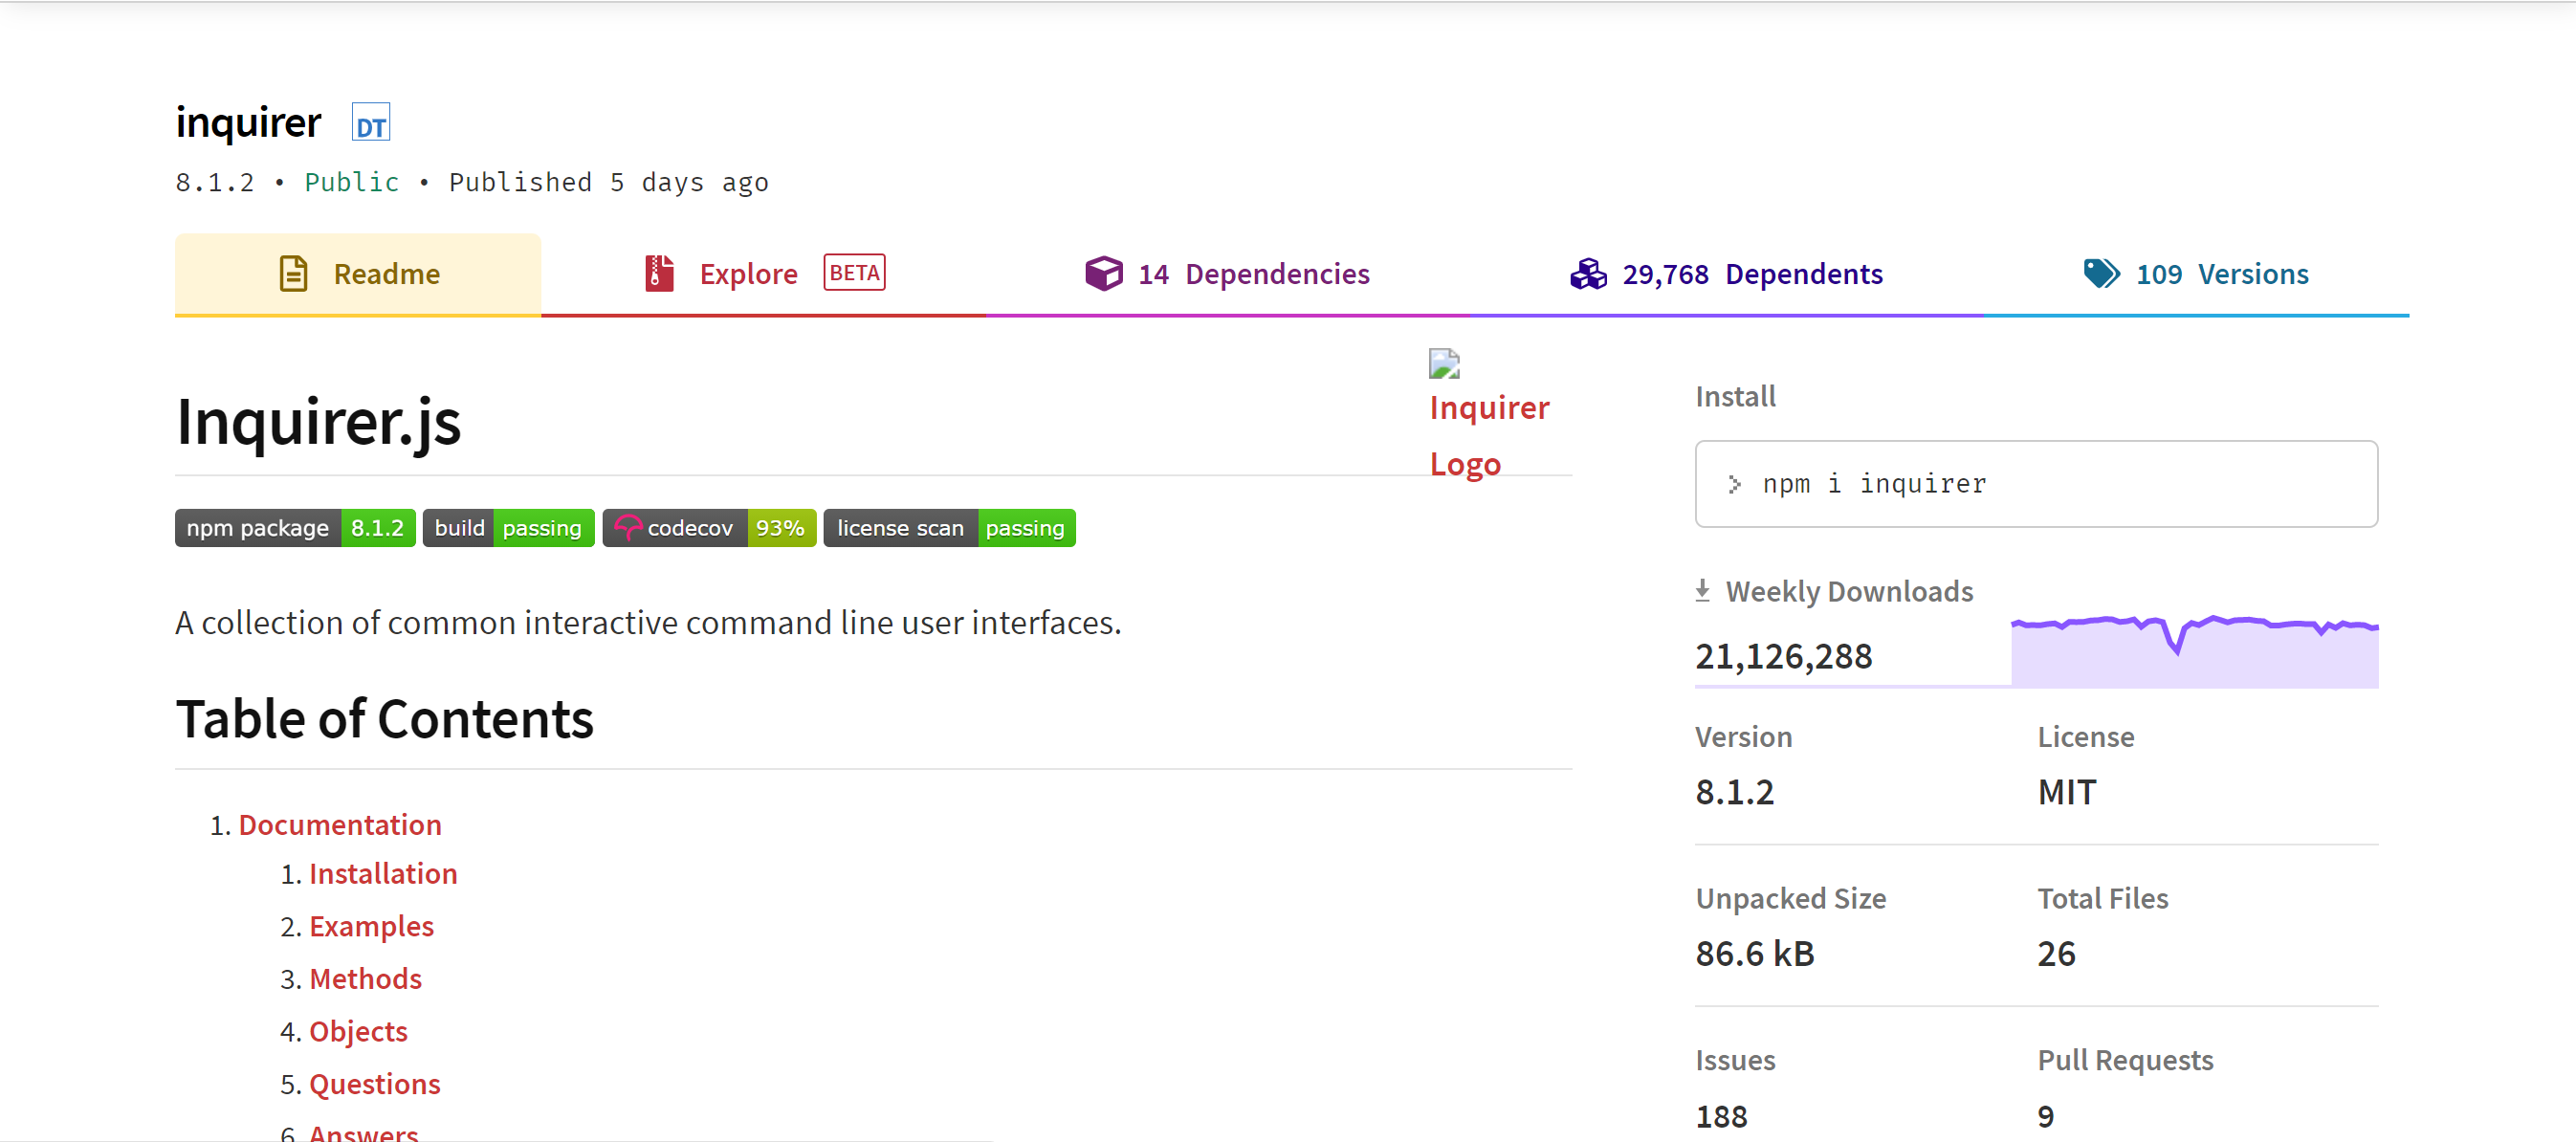 inquirer DT
8.1.2 • Public • Published 5 days ago
Readme
Explore BETA
14 Dependencies
29,768 Dependents
109 Versions
Inquirer.js
Inquirer
Logo
npm package 8.1.2 build passing codecov 93% license scan passing
A collection of common interactive command line user interfaces.
Table of Contents
1. Documentation
1. Installation
2. Examples
3. Methods
4. Objects
5. Questions
6. Answers
Install
> npm i inquirer
Weekly Downloads
21,126,288
Version
8.1.2
License
MIT
Unpacked Size
86.6 kB
Total Files
26
Issues
188
Pull Requests
9